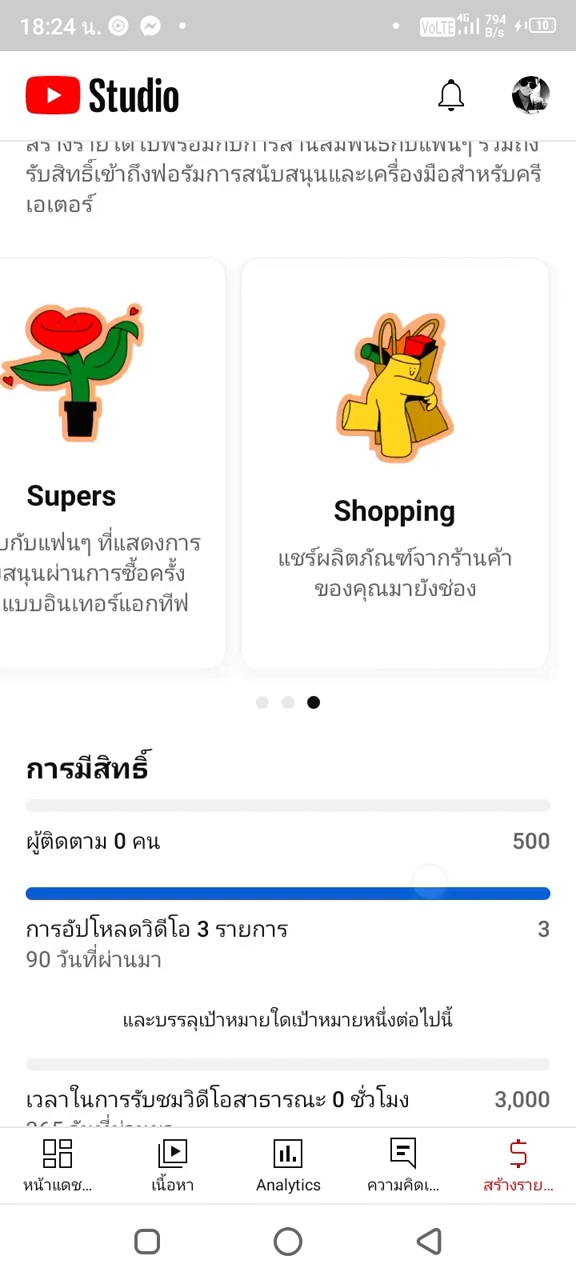 18:24 น.
VoLTE 4G 794 B/s 10
Studio
รับสิทธิ์เข้าถึงฟอรัมการสนับสนุนและเครื่องมือสำหรับครี
เอเตอร์
Supers
บกับแฟนๆ ที่แสดงการ
สนุนผ่านการซื้อครั้ง
แบบอินเทอร์แอกทีฟ
Shopping
แชร์ผลิตภัณฑ์จากร้านค้า
ของคุณมายังช่อง
การมีสิทธิ์
ผู้ติดตาม 0 คน 500
การอัปโหลดวิดีโอ 3 รายการ 3
90 วันที่ผ่านมา
และบรรลุเป้าหมายใดเป้าหมายหนึ่งต่อไปนี้
เวลาในการรับชมวิดีโอสาธารณะ 0 ชั่วโมง 3,000
หน้าแดช... เนื้อหา Analytics ความคิดเ... สร้างราย...